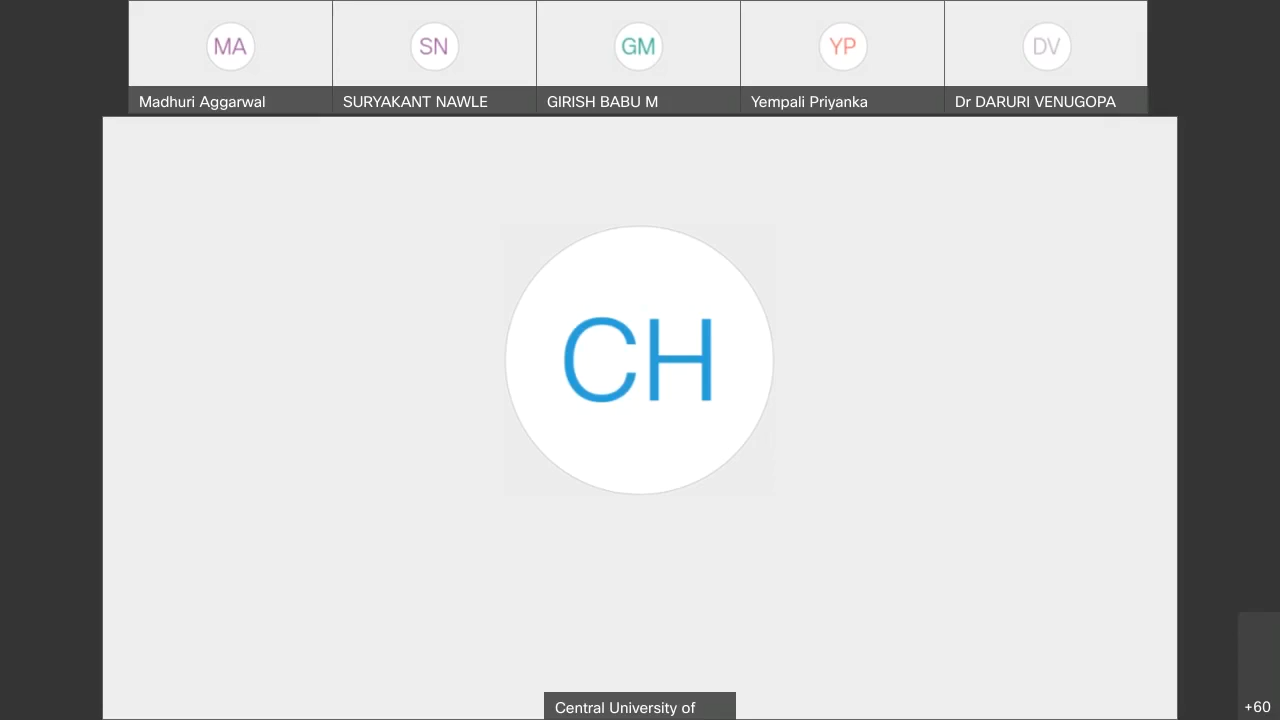 MA
SN
GM
YP
DV
Madhuri Aggarwal
SURYAKANT NAWLE
GIRISH BABU M
Yempali Priyanka
Dr DARURI VENUGOPA
CH
Central University of
+60